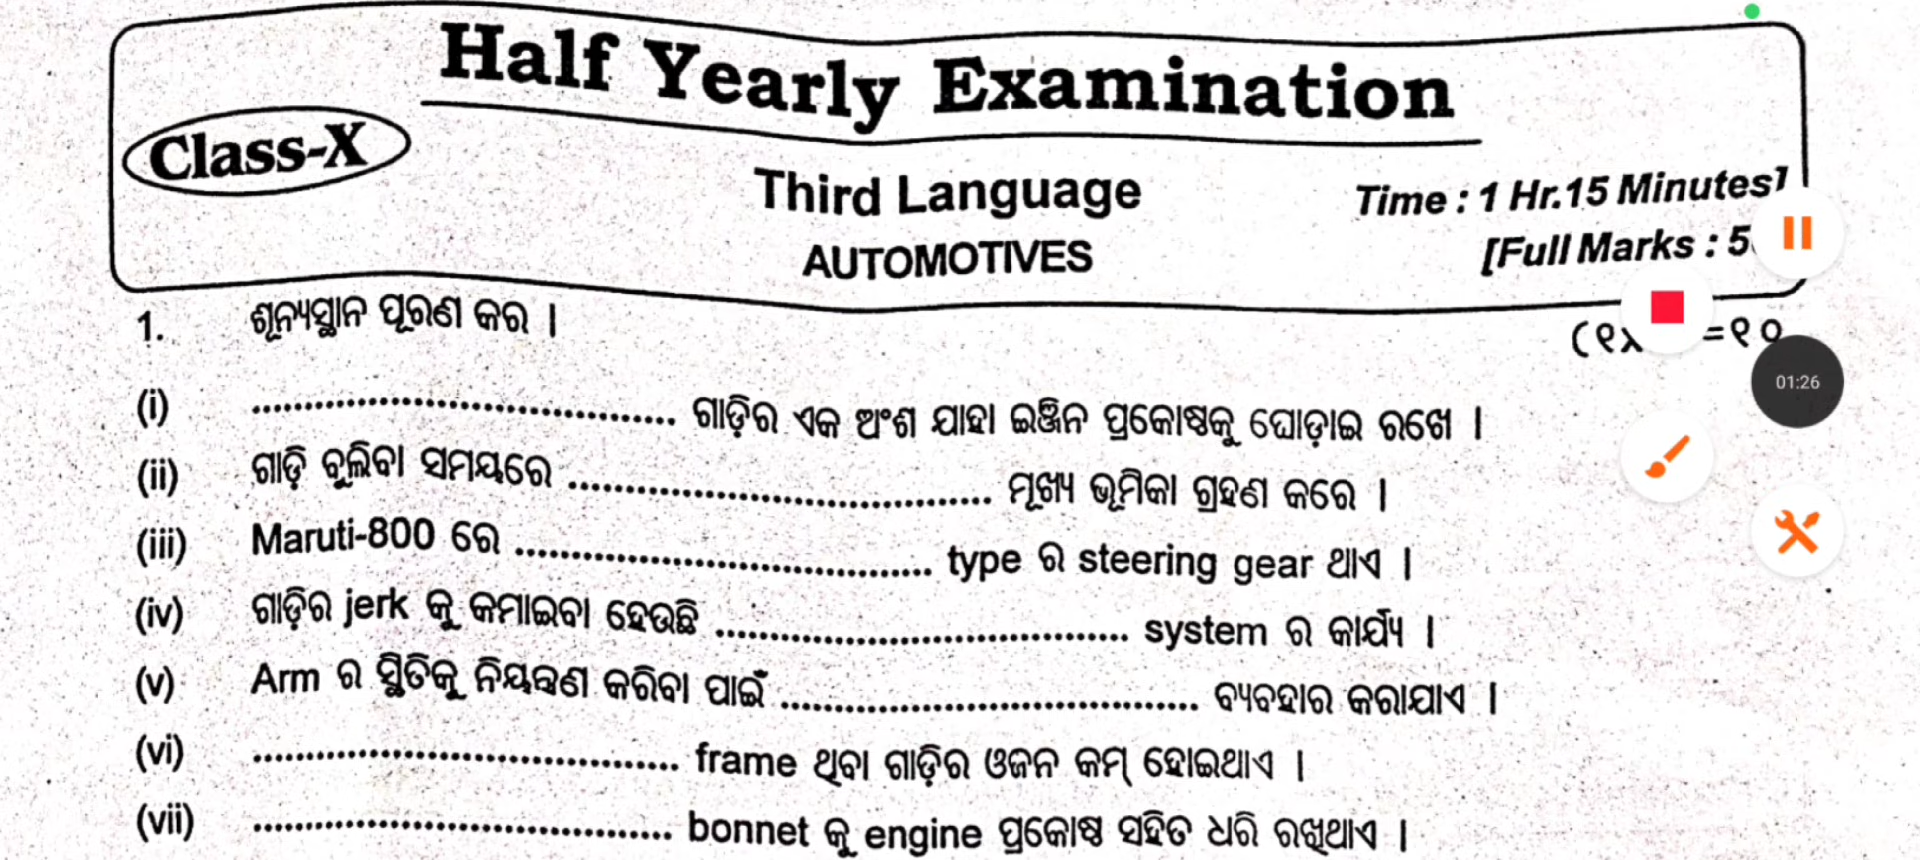 Half Yearly Examination
Class-X
Third Language
Time : 1 Hr.15 Minutes]
AUTOMOTIVES
[Full Marks : 5
1. ଶୂନ୍ୟସ୍ଥାନ ପୂରଣ କର ।
=୧୦
(i) ........................................ ଗାଡ଼ିର ଏକ ଅଂଶ ଯାହା ଇଞ୍ଜିନ ପ୍ରକୋଷ୍ଠକୁ ଘୋଡ଼ାଇ ରଖେ ।
(ii) ଗାଡ଼ି ବୁଲିବା ସମୟରେ ........................................ ମୂଖ୍ୟ ଭୂମିକା ଗ୍ରହଣ କରେ ।
(iii) Maruti-800 ରେ ........................................ type ର steering gear ଥାଏ ।
(iv) ଗାଡ଼ିର jerk କୁ କମାଇବା ହେଉଛି ........................................ system ର କାର୍ଯ୍ୟ ।
(v) Arm ର ସ୍ଥିତିକୁ ନିୟନ୍ତ୍ରଣ କରିବା ପାଇଁ ........................................ ବ୍ୟବହାର କରାଯାଏ ।
(vi) ........................................ frame ଥିବା ଗାଡ଼ିର ଓଜନ କମ୍ ହୋଇଥାଏ ।
(vii) ........................................ bonnet କୁ engine ପ୍ରକୋଷ୍ଠ ସହିତ ଧରି ରଖିଥାଏ ।
01:26